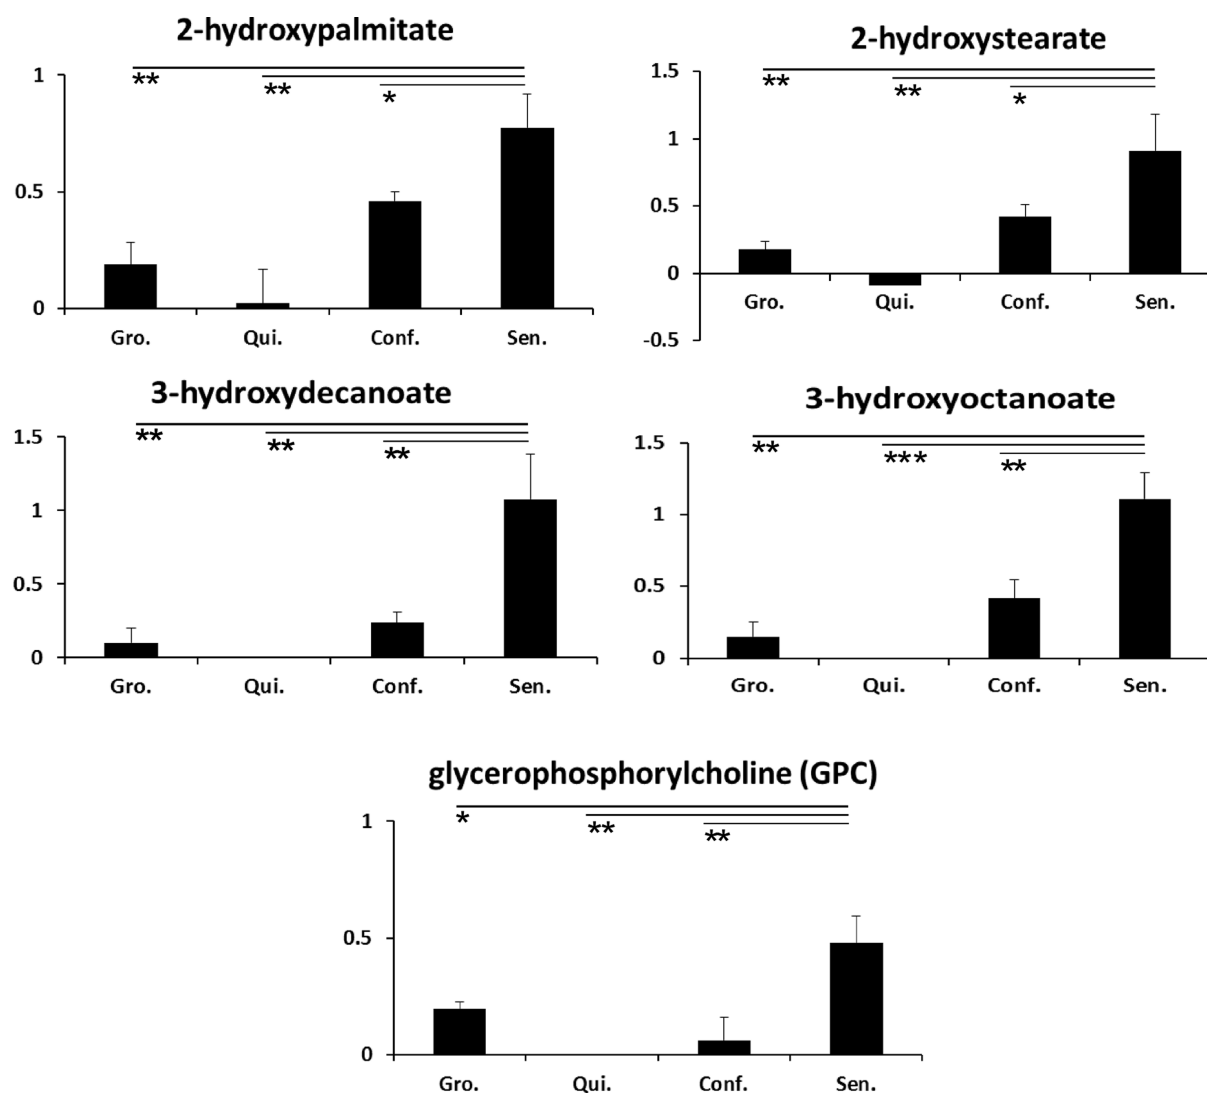 2-hydroxypalmitate
** ** *
1
0.5
0
Gro. Qui. Conf. Sen.
2-hydroxystearate
** ** *
1.5
1
0.5
0
-0.5
Gro. Qui. Conf. Sen.
3-hydroxydecanoate
** ** **
1.5
1
0.5
0
Gro. Qui. Conf. Sen.
3-hydroxyoctanoate
** *** **
1.5
1
0.5
0
Gro. Qui. Conf. Sen.
glycerophosphorylcholine (GPC)
* ** **
1
0.5
0
Gro. Qui. Conf. Sen.